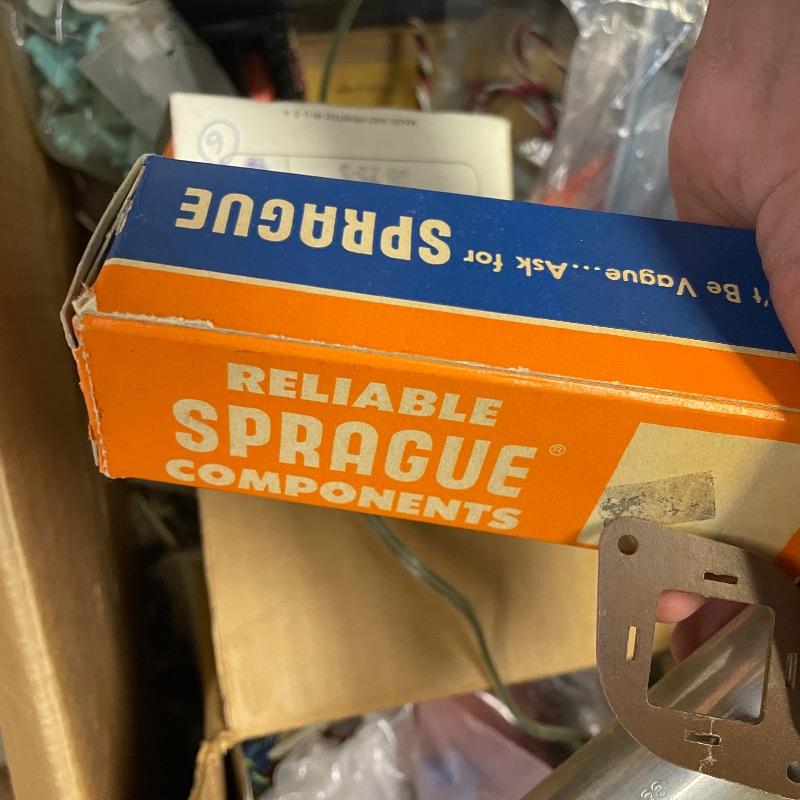 't Be Vague...Ask for SPRAGUE
RELIABLE
SPRAGUE®
COMPONENTS